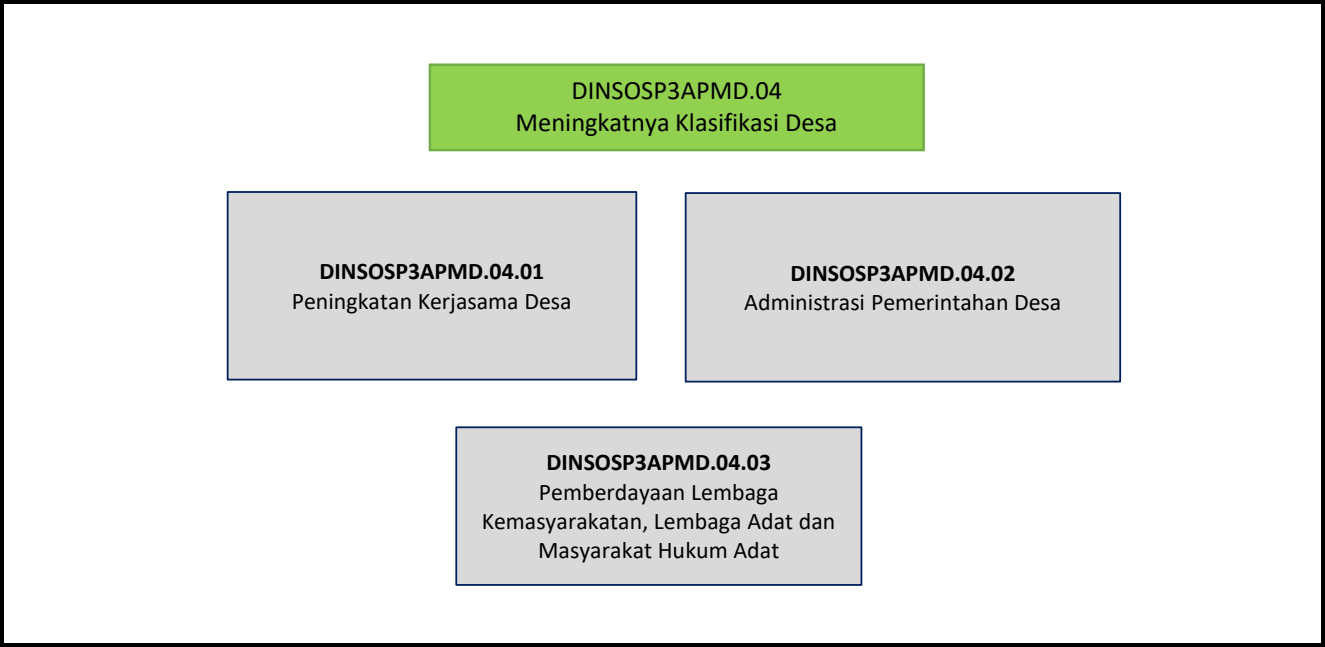 DINSOSP3APMD.04
Meningkatnya Klasifikasi Desa
DINSOSP3APMD.04.01
Peningkatan Kerjasama Desa
DINSOSP3APMD.04.02
Administrasi Pemerintahan Desa
DINSOSP3APMD.04.03
Pemberdayaan Lembaga
Kemasyarakatan, Lembaga Adat dan
Masyarakat Hukum Adat